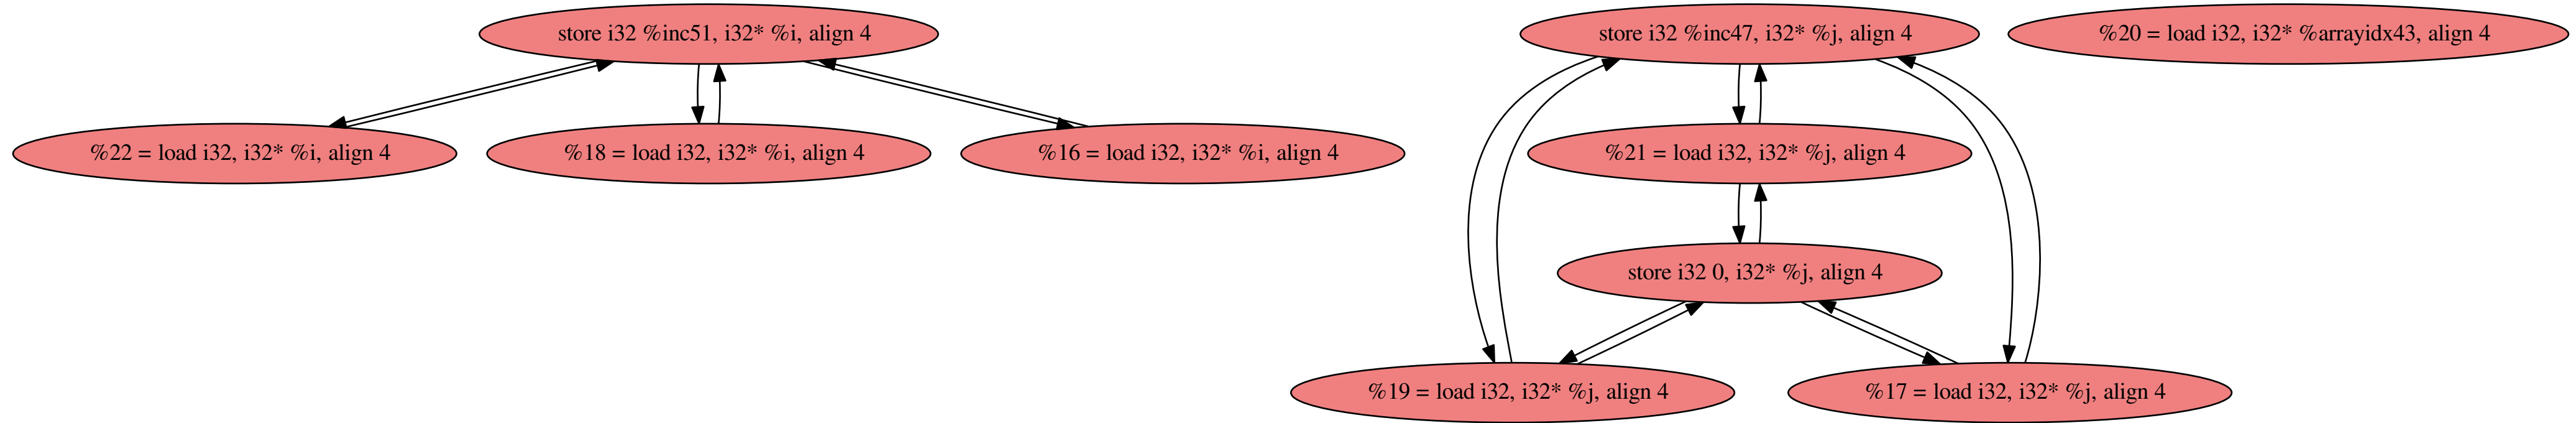 store i32 %inc51, i32* %i, align 4
store i32 %inc47, i32* %j, align 4
%20 = load i32, i32* %arrayidx43, align 4
%22 = load i32, i32* %i, align 4
%18 = load i32, i32* %i, align 4
%16 = load i32, i32* %i, align 4
%21 = load i32, i32* %j, align 4
store i32 0, i32* %j, align 4
%19 = load i32, i32* %j, align 4
%17 = load i32, i32* %j, align 4